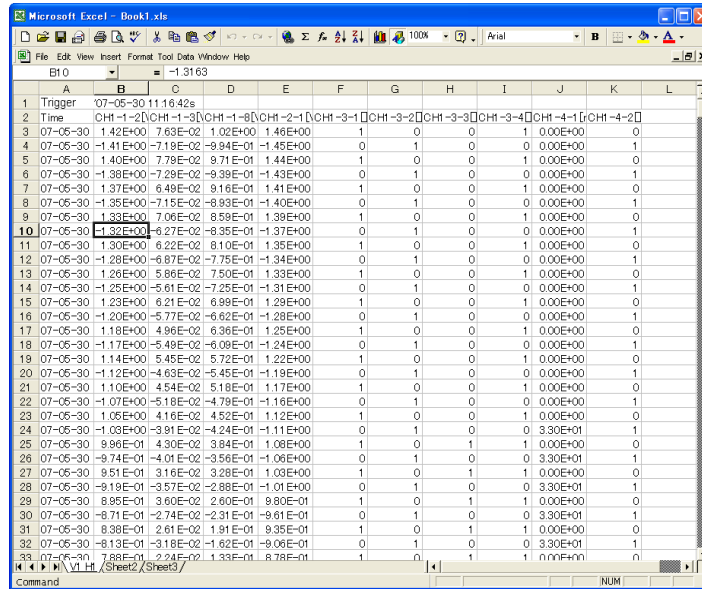 Microsoft Excel - Book1.xls
100% Arial B
File Edit View Insert Format Tool Data Window Help
B10 = -1.3163
A B C D E F G H I J K L
1 Trigger '07-05-30 11:16:42s
2 Time CH1-1-2[V CH1-1-3[V CH1-1-8[V CH1-2-1[ CH1-3-1[] CH1-3-2[] CH1-3-3[] CH1-3-4[] CH1-4-1[r CH1-4-2[]
3 07-05-30 1.42E+00 7.63E-02 1.02E+00 1.46E+00 1 0 0 1 0.00E+00 0
4 07-05-30 -1.41E+00 -7.19E-02 -9.94E-01 -1.45E+00 0 1 0 0 0.00E+00 1
5 07-05-30 1.40E+00 7.79E-02 9.71E-01 1.44E+00 1 0 0 1 0.00E+00 0
6 07-05-30 -1.38E+00 -7.29E-02 -9.39E-01 -1.43E+00 0 1 0 0 0.00E+00 1
7 07-05-30 1.37E+00 6.49E-02 9.16E-01 1.41E+00 1 0 0 1 0.00E+00 0
8 07-05-30 -1.35E+00 -7.15E-02 -8.93E-01 -1.40E+00 0 1 0 0 0.00E+00 1
9 07-05-30 1.33E+00 7.06E-02 8.59E-01 1.39E+00 1 0 0 1 0.00E+00 0
10 07-05-30 -1.32E+00 -6.27E-02 -8.35E-01 -1.37E+00 0 1 0 0 0.00E+00 1
11 07-05-30 1.30E+00 6.22E-02 8.10E-01 1.35E+00 1 0 0 1 0.00E+00 0
12 07-05-30 -1.28E+00 -6.87E-02 -7.75E-01 -1.34E+00 0 1 0 0 0.00E+00 1
13 07-05-30 1.26E+00 5.86E-02 7.50E-01 1.33E+00 1 0 0 1 0.00E+00 0
14 07-05-30 -1.25E+00 -5.61E-02 -7.25E-01 -1.31E+00 0 1 0 0 0.00E+00 1
15 07-05-30 1.23E+00 6.21E-02 6.99E-01 1.29E+00 1 0 0 1 0.00E+00 0
16 07-05-30 -1.20E+00 -5.77E-02 -6.62E-01 -1.28E+00 0 1 0 0 0.00E+00 1
17 07-05-30 1.18E+00 4.96E-02 6.36E-01 1.25E+00 1 0 0 1 0.00E+00 0
18 07-05-30 -1.17E+00 -5.49E-02 -6.09E-01 -1.24E+00 0 1 0 0 0.00E+00 1
19 07-05-30 1.14E+00 5.45E-02 5.72E-01 1.22E+00 1 0 0 1 0.00E+00 0
20 07-05-30 -1.12E+00 -4.63E-02 -5.45E-01 -1.19E+00 0 1 0 0 0.00E+00 1
21 07-05-30 1.10E+00 4.54E-02 5.18E-01 1.17E+00 1 0 0 1 0.00E+00 0
22 07-05-30 -1.07E+00 -5.18E-02 -4.79E-01 -1.16E+00 0 1 0 0 0.00E+00 1
23 07-05-30 1.05E+00 4.16E-02 4.52E-01 1.12E+00 1 0 0 1 0.00E+00 0
24 07-05-30 -1.03E+00 -3.91E-02 -4.24E-01 -1.11E+00 0 1 0 0 3.30E+01 1
25 07-05-30 9.96E-01 4.30E-02 3.84E-01 1.08E+00 1 0 1 1 0.00E+00 0
26 07-05-30 -9.74E-01 -4.01E-02 -3.56E-01 -1.06E+00 0 1 0 0 3.30E+01 1
27 07-05-30 9.51E-01 3.16E-02 3.28E-01 1.03E+00 1 0 1 1 0.00E+00 0
28 07-05-30 -9.19E-01 -3.57E-02 -2.88E-01 -1.01E+00 0 1 0 0 3.30E+01 1
29 07-05-30 8.95E-01 3.60E-02 2.60E-01 9.80E-01 1 0 1 1 0.00E+00 0
30 07-05-30 -8.71E-01 -2.74E-02 -2.31E-01 -9.61E-01 0 1 0 0 3.30E+01 1
31 07-05-30 8.38E-01 2.61E-02 1.91E-01 9.35E-01 1 0 1 1 0.00E+00 0
32 07-05-30 -8.13E-01 -3.18E-02 -1.62E-01 -9.06E-01 0 1 0 0 3.30E+01 1
33 07-05-30 7.88E-01 2.24E-02 1.33E-01 8.78E-01 1 0 1 1 0.00E+00 0
V1_H1 Sheet2 Sheet3
Command NUM